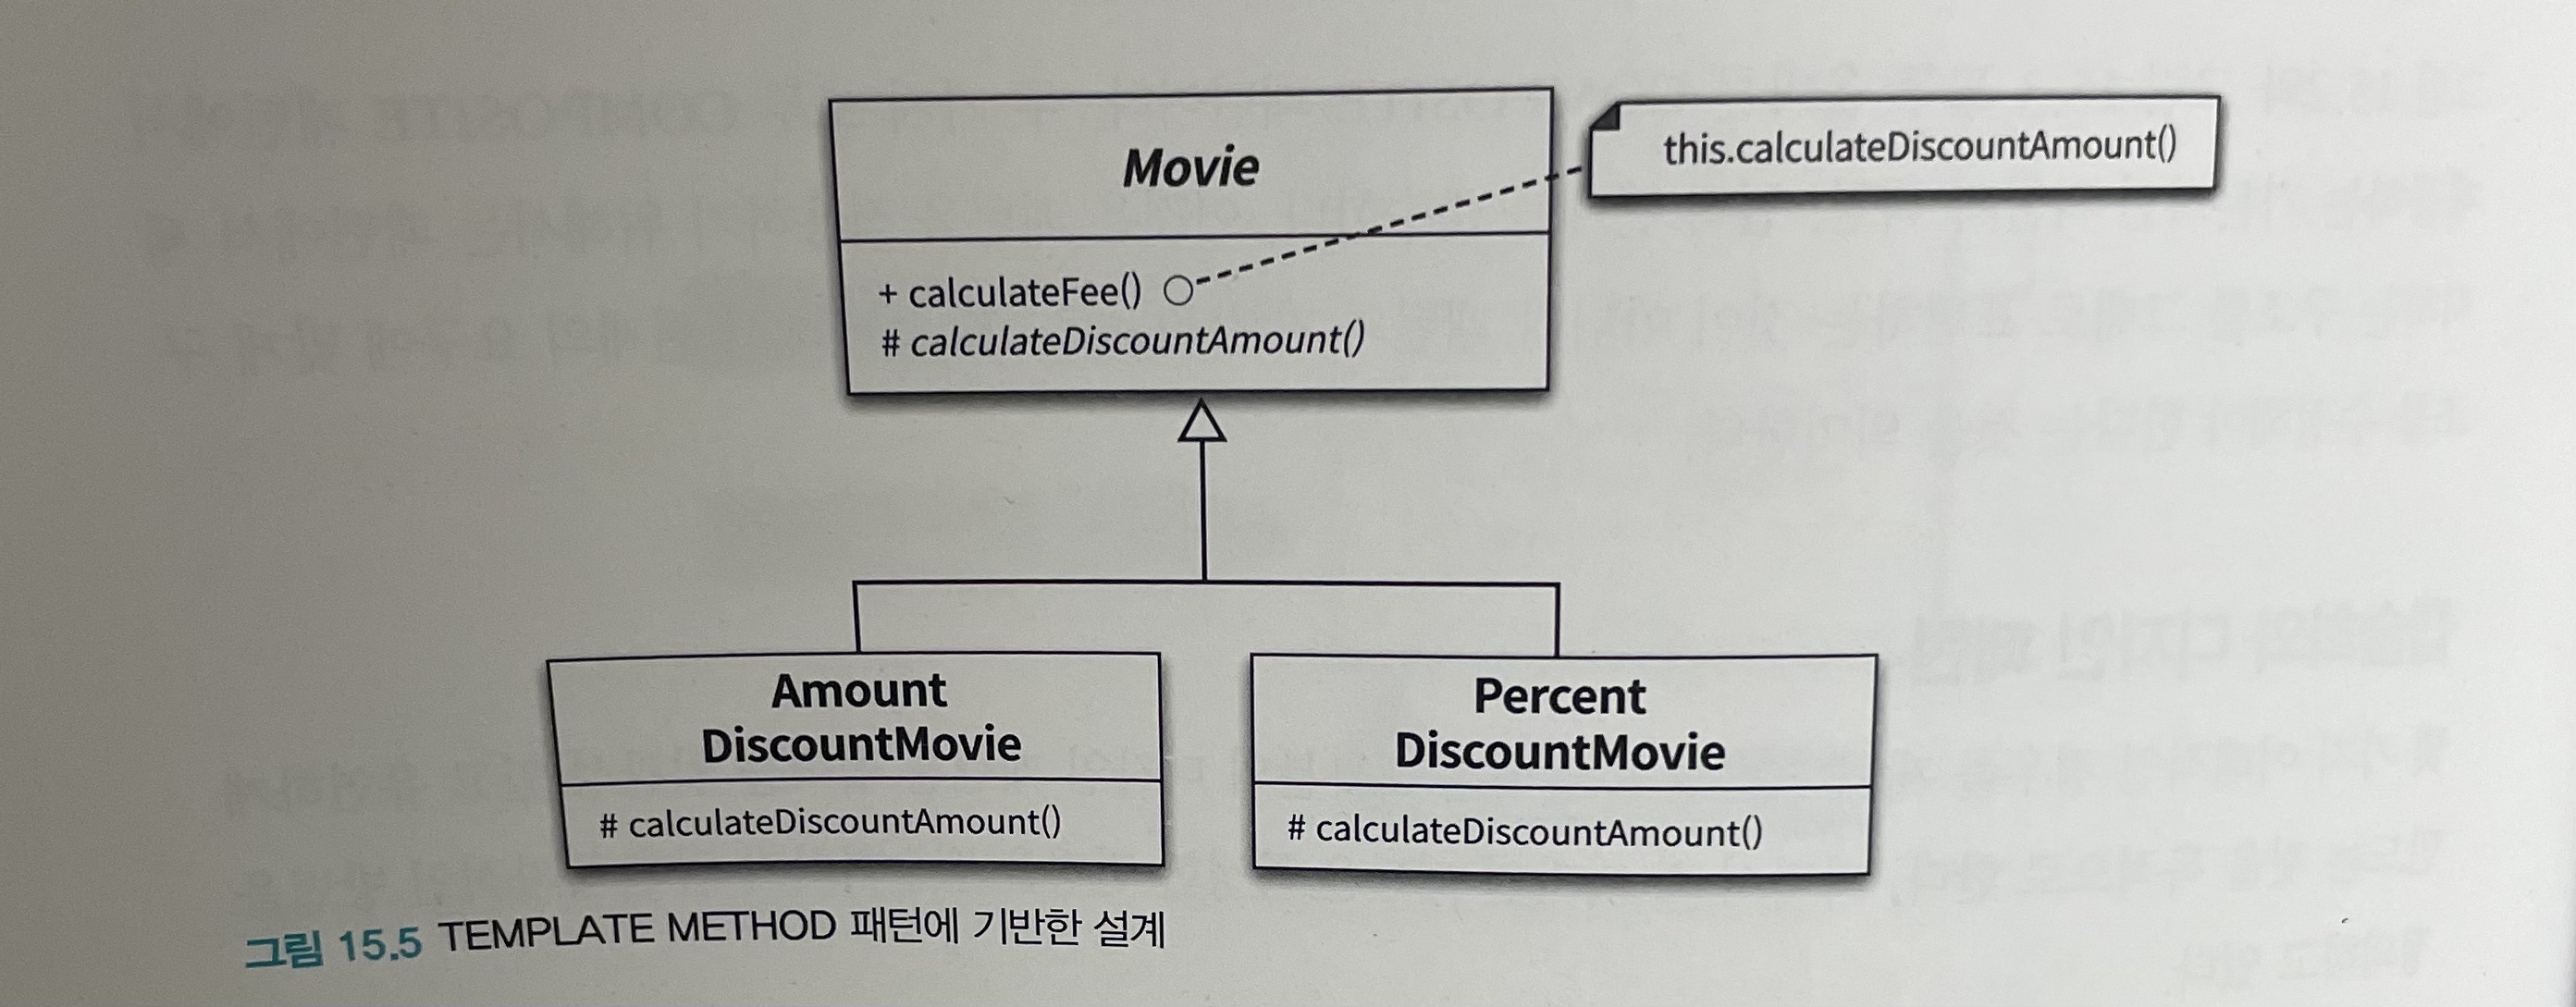 Movie
this.calculateDiscountAmount()
+ calculateFee()
# calculateDiscountAmount()
Amount
DiscountMovie
# calculateDiscountAmount()
Percent
DiscountMovie
# calculateDiscountAmount()
그림 15.5 TEMPLATE METHOD 패턴에 기반한 설계